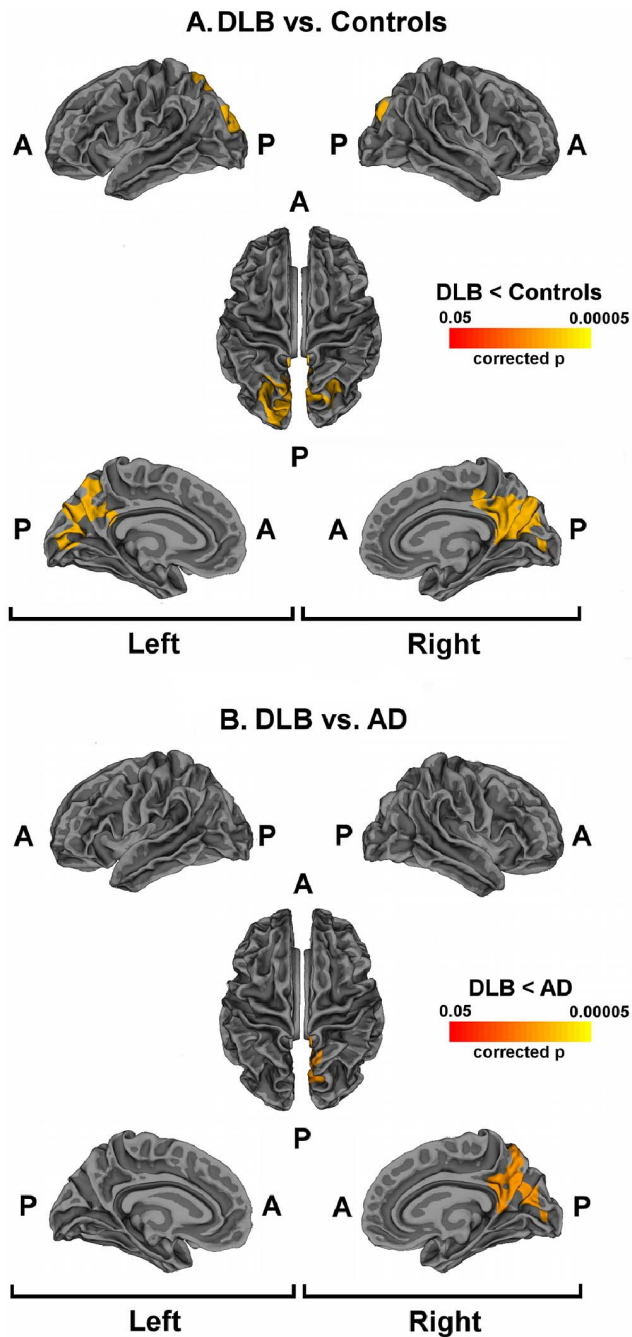 A. DLB vs. Controls
A P P A
A
DLB < Controls
0.05 0.00005
corrected p
P
P A A P
Left Right
B. DLB vs. AD
A P P A
A
DLB < AD
0.05 0.00005
corrected p
P
P A A P
Left Right